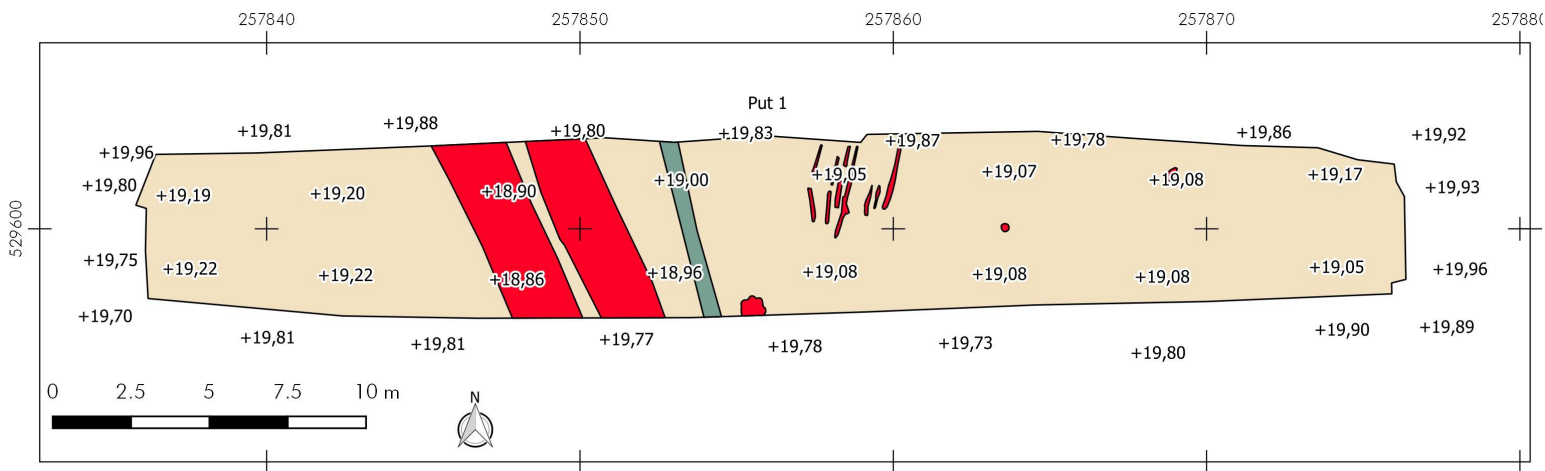 257840 257850 257860 257870 257880
Put 1
+19,81 +19,88 +19,80 +19,83 +19,87 +19,78 +19,86 +19,92
+19,96
+19,80 +19,19 +19,20 +18,90 +19,00 +19,05 +19,07 +19,08 +19,17 +19,93
529600
+19,75 +19,22 +19,22 +18,86 +18,96 +19,08 +19,08 +19,08 +19,05 +19,96
+19,70 +19,81 +19,81 +19,77 +19,78 +19,73 +19,80 +19,90 +19,89
0 2.5 5 7.5 10 m
N